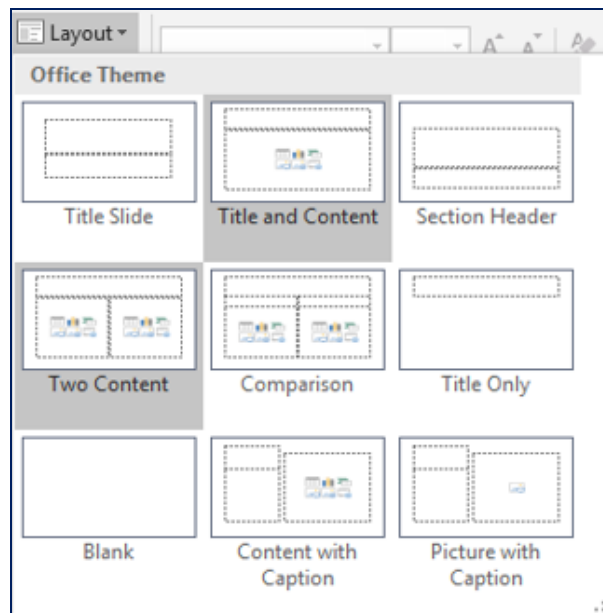 Layout
Office Theme
Title Slide
Title and Content
Section Header
Two Content
Comparison
Title Only
Blank
Content with
Caption
Picture with
Caption